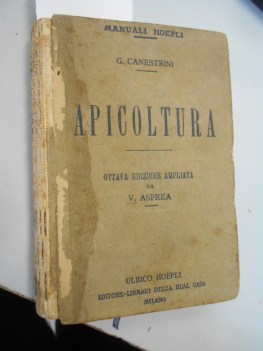 MANUALI HOEPLI
G. CANESTRINI
APICOLTURA
OTTAVA EDIZIONE AMPLIATA
DA
V. ASPREA
ULRICO HOEPLI
EDITORE-LIBRAIO DELLA REAL CASA
MILANO